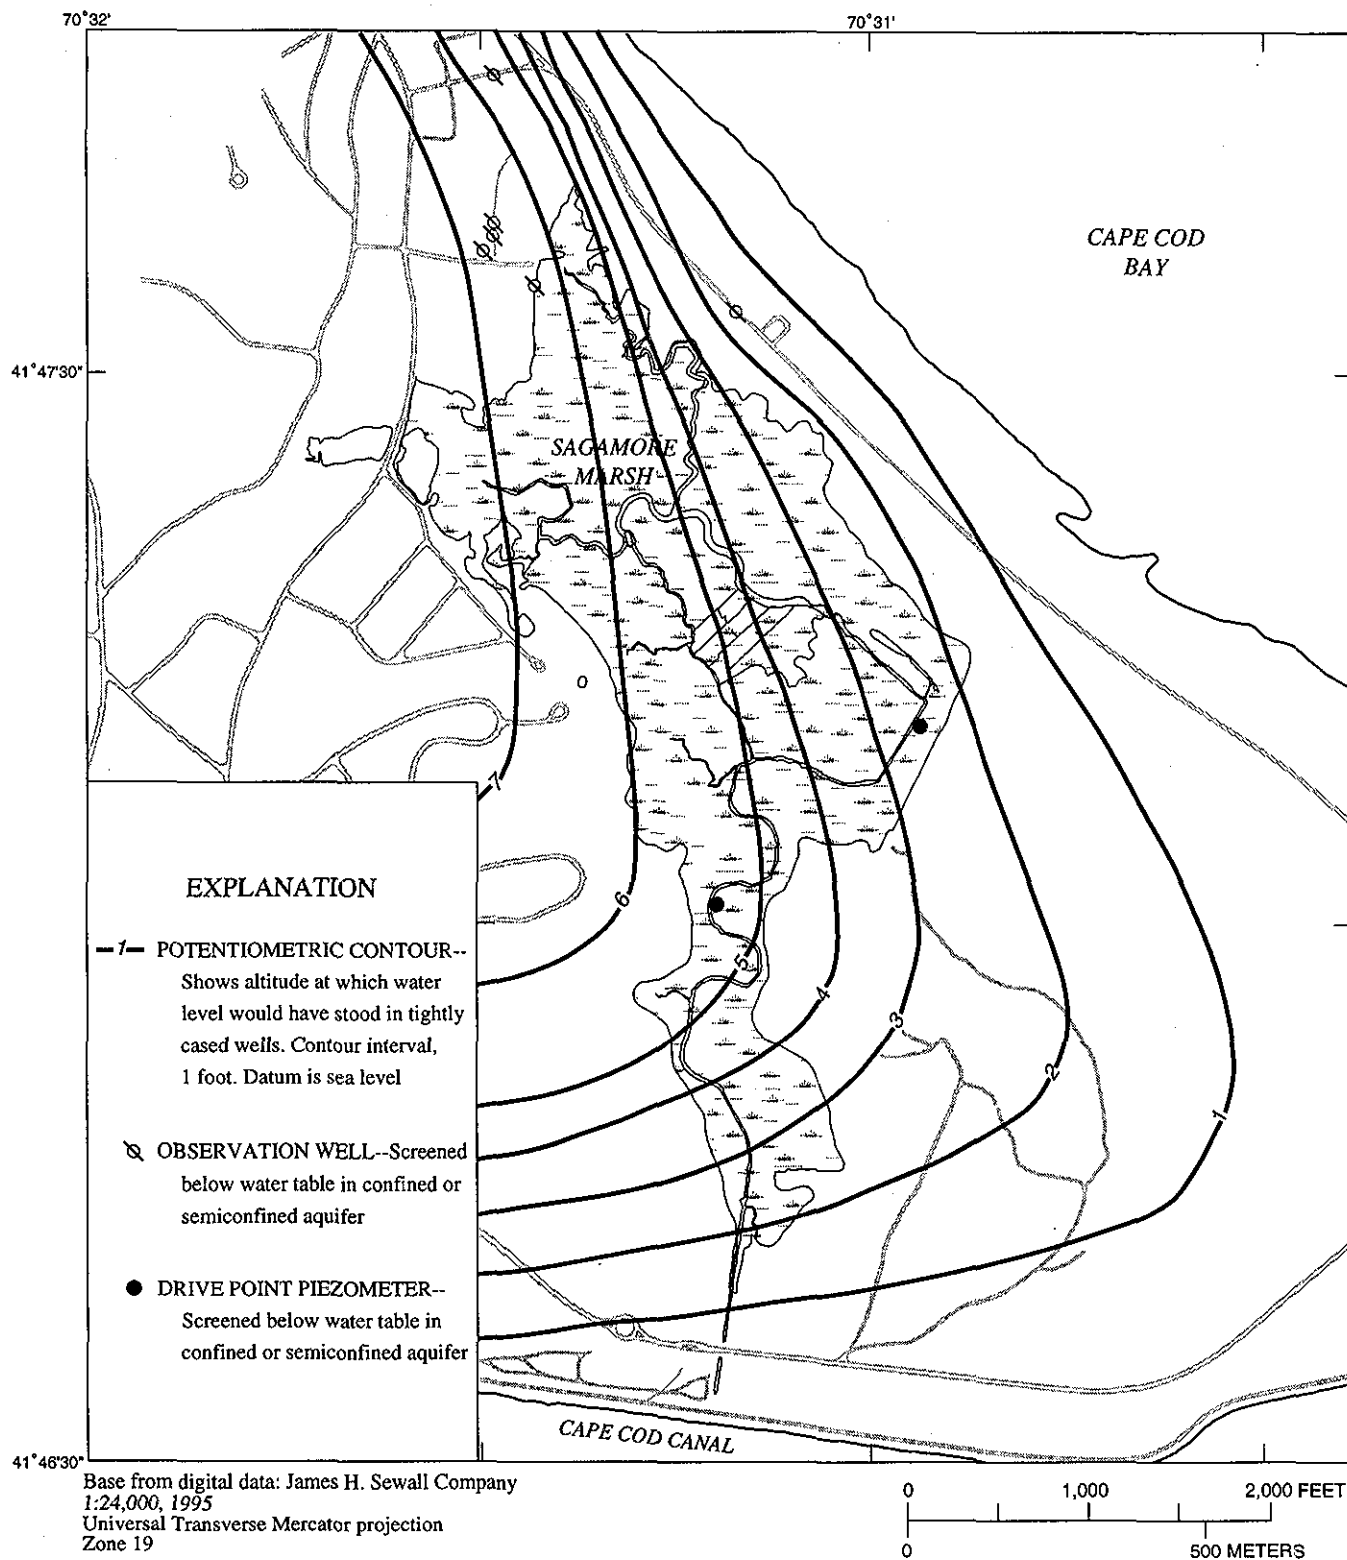 70°32'
70°31'
CAPE COD
BAY
41°47'30"
SAGAMORE
MARSH
7
6
5
4
3
2
1
EXPLANATION
1 POTENTIOMETRIC CONTOUR--
Shows altitude at which water
level would have stood in tightly
cased wells. Contour interval,
1 foot. Datum is sea level
OBSERVATION WELL--Screened
below water table in confined or
semiconfined aquifer
DRIVE POINT PIEZOMETER--
Screened below water table in
confined or semiconfined aquifer
CAPE COD CANAL
41°46'30"
Base from digital data: James H. Sewall Company
1:24,000, 1995
Universal Transverse Mercator projection
Zone 19
0 1,000 2,000 FEET
0 500 METERS